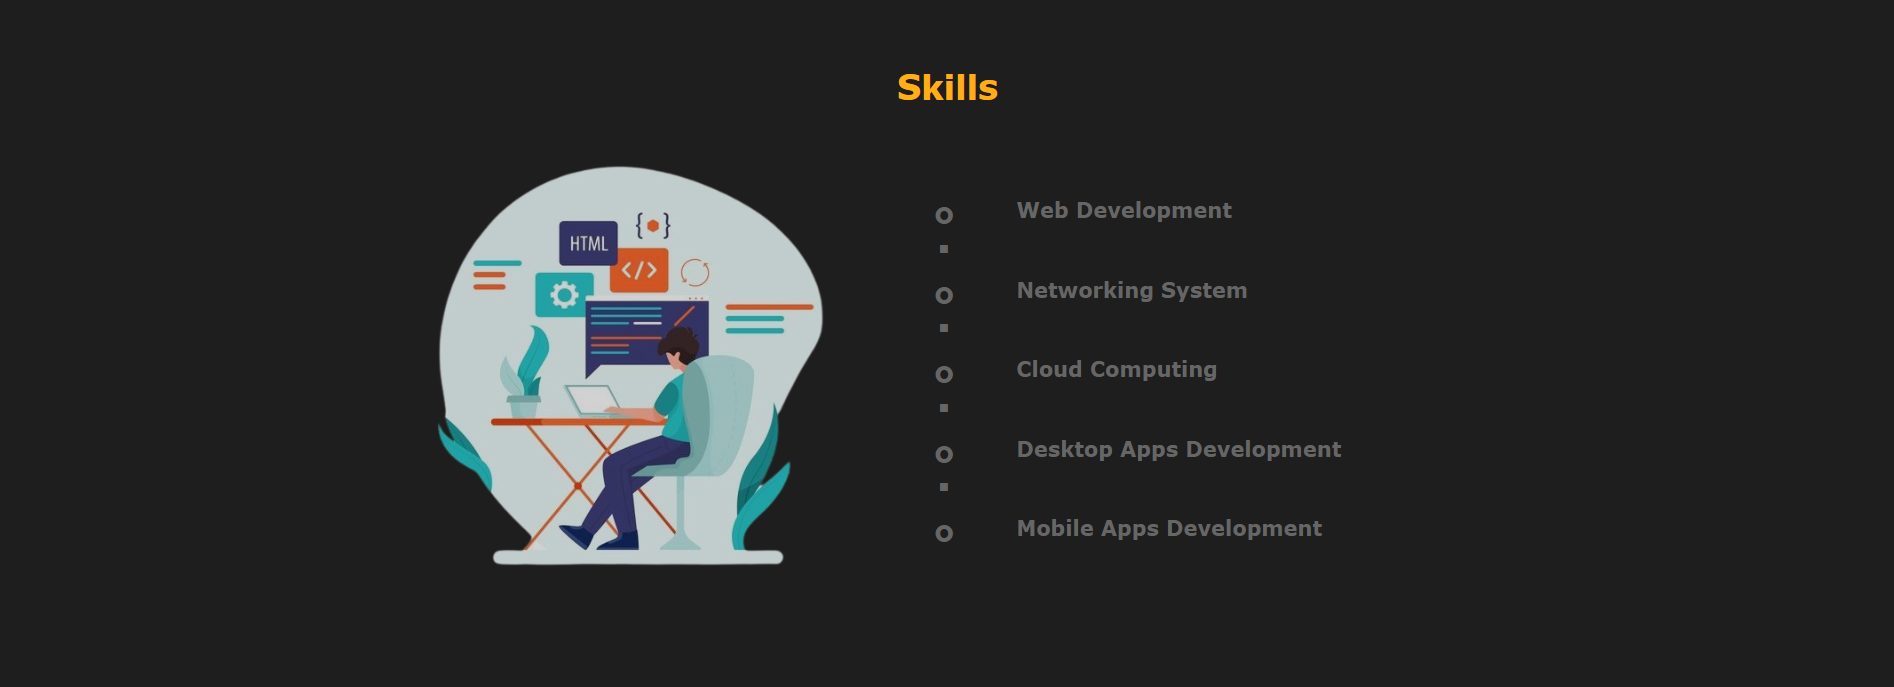 Skills
HTML
{ }
</>
Web Development
Networking System
Cloud Computing
Desktop Apps Development
Mobile Apps Development